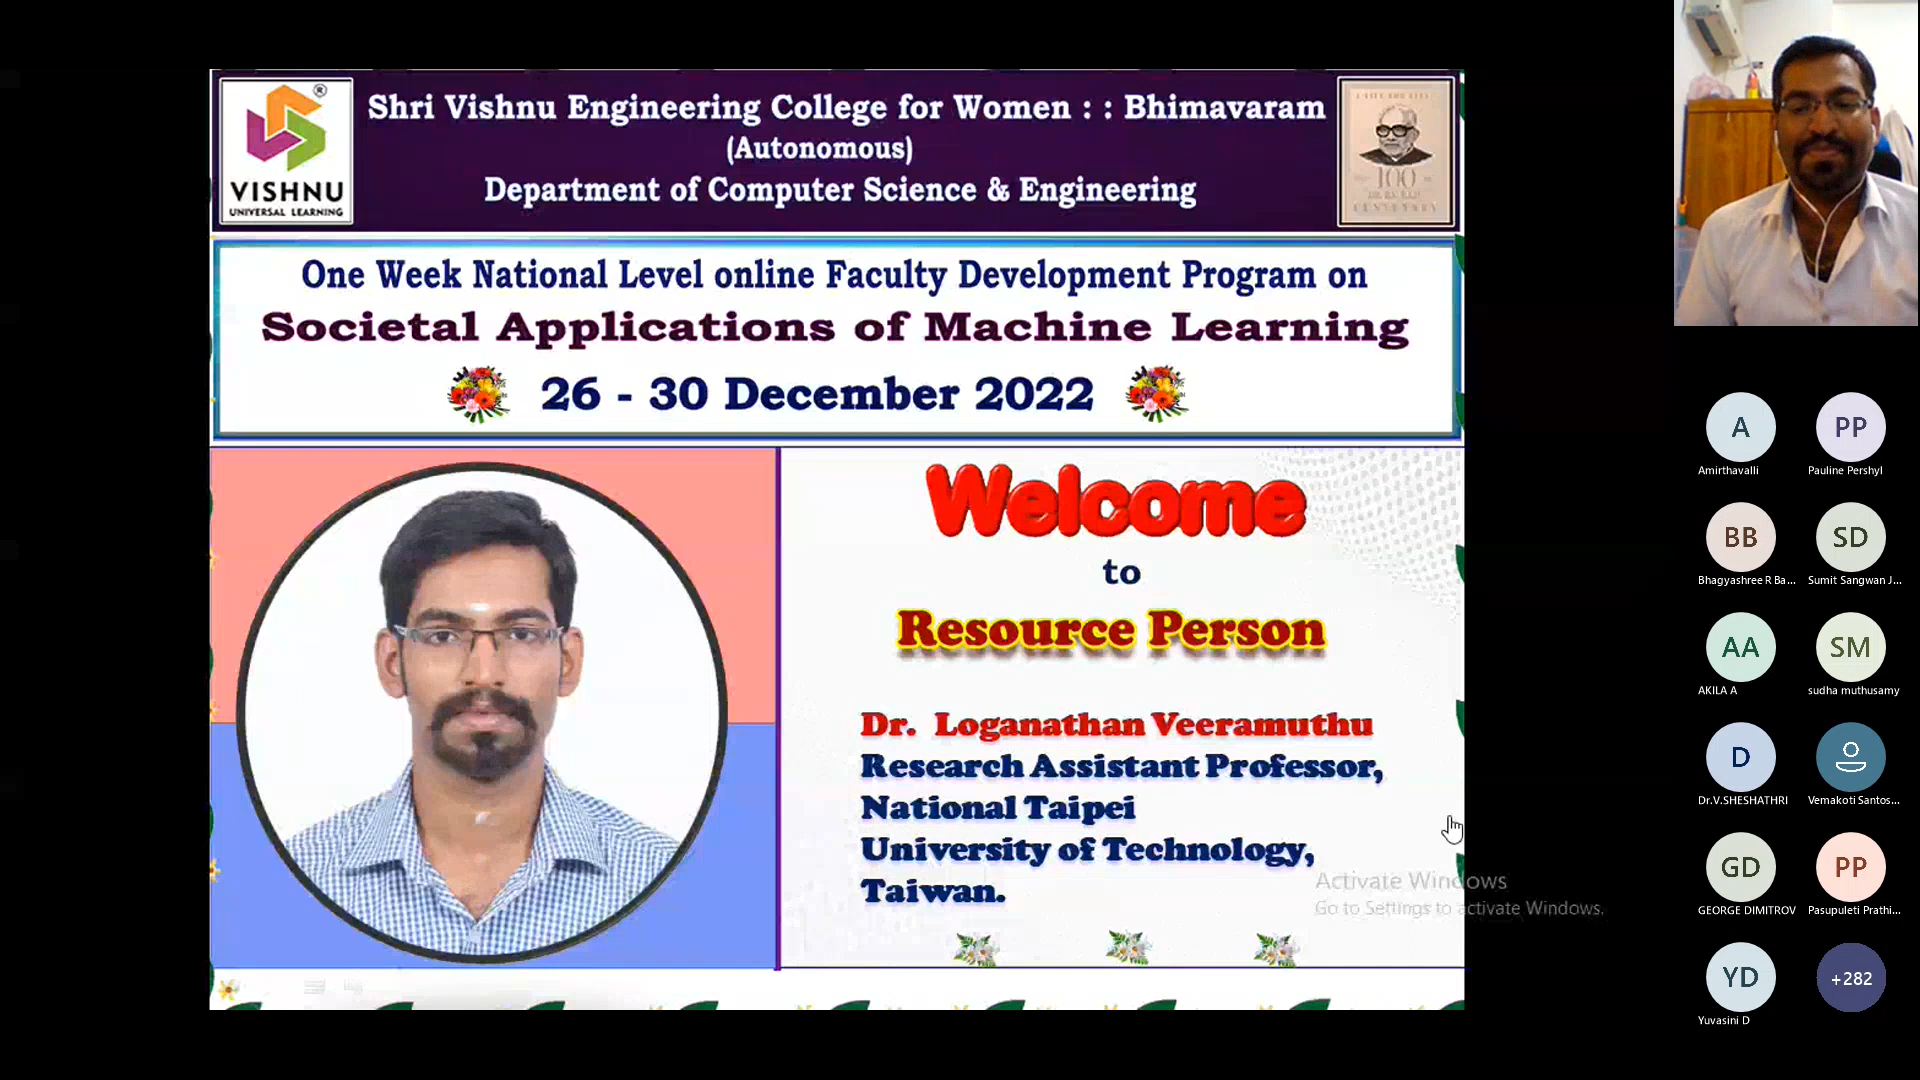 VISHNU
UNIVERSAL LEARNING
®
Shri Vishnu Engineering College for Women : : Bhimavaram
(Autonomous)
Department of Computer Science & Engineering
100
CENTENARY
One Week National Level online Faculty Development Program on
Societal Applications of Machine Learning
26 - 30 December 2022
Welcome
to
Resource Person
Dr. Loganathan Veeramuthu
Research Assistant Professor,
National Taipei
University of Technology,
Taiwan.
Activate Windows
Go to Settings to activate Windows.
A
Amirthavalli
PP
Pauline Pershyl
BB
Bhagyashree R Ba...
SD
Sumit Sangwan J...
AA
AKILA A
SM
sudha muthusamy
D
Dr.V.SHESHATHRI
Vemakoti Santos...
GD
GEORGE DIMITROV
PP
Pasupuleti Prathi...
YD
Yuvasini D
+282